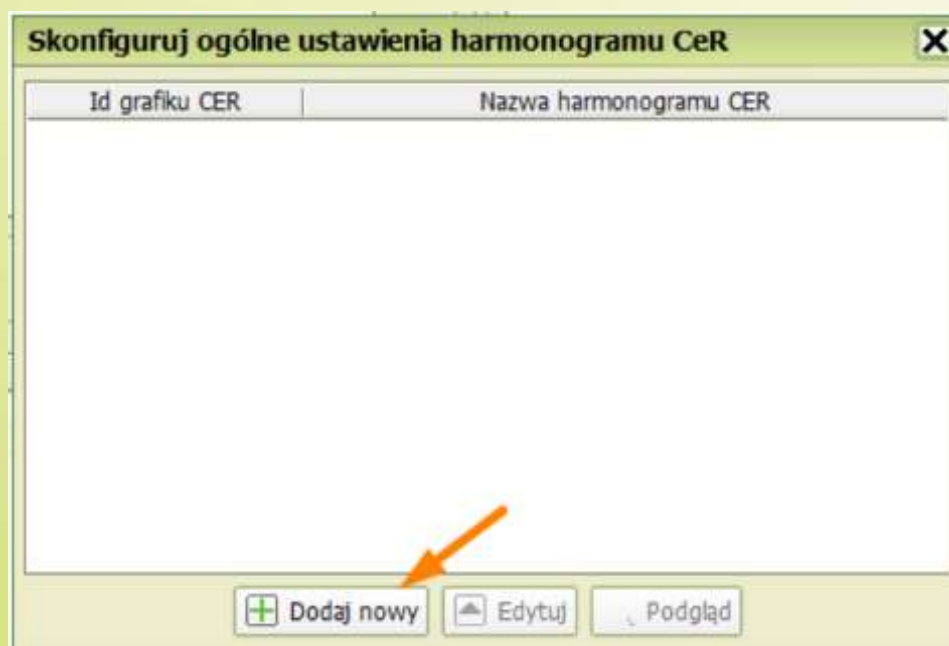 Skonfiguruj ogólne ustawienia harmonogramu CeR
Id grafiku CER Nazwa harmonogramu CER
Dodaj nowy Edytuj Podgląd